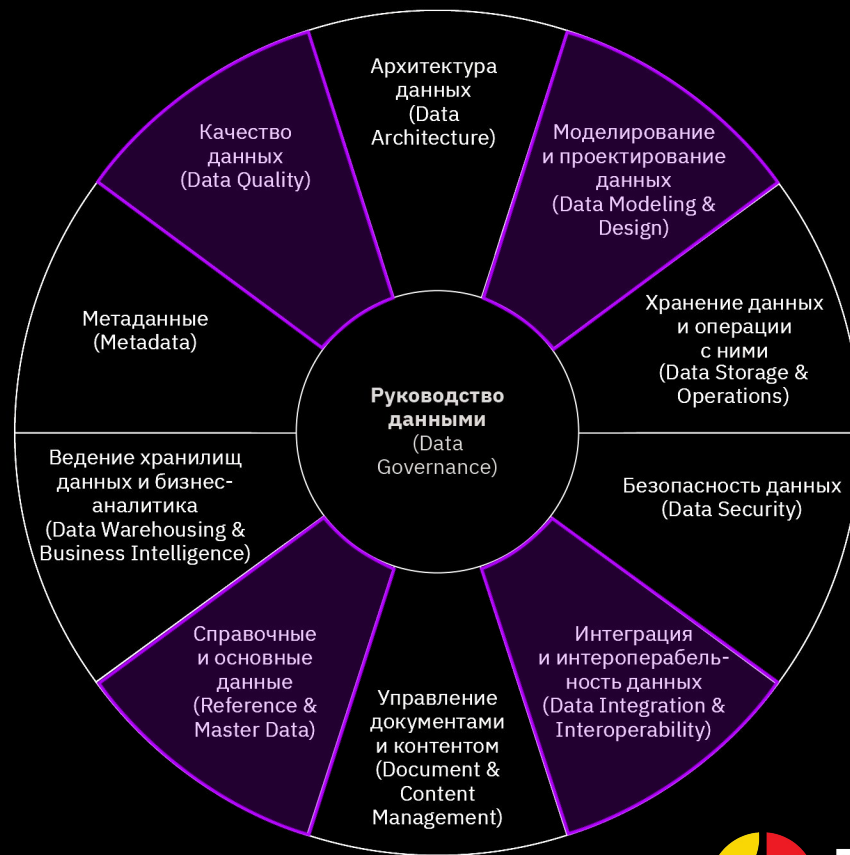 Архитектура
данных
(Data
Architecture)
Моделирование
и проектирование
данных
(Data Modeling &
Design)
Хранение данных
и операции
с ними
(Data Storage &
Operations)
Безопасность данных
(Data Security)
Интеграция
и интероперабель-
ность данных
(Data Integration &
Interoperability)
Управление
документами
и контентом
(Document &
Content
Management)
Справочные
и основные
данные
(Reference &
Master Data)
Ведение хранилищ
данных и бизнес-
аналитика
(Data Warehousing &
Business Intelligence)
Метаданные
(Metadata)
Качество
данных
(Data Quality)
Руководство
данными
(Data
Governance)